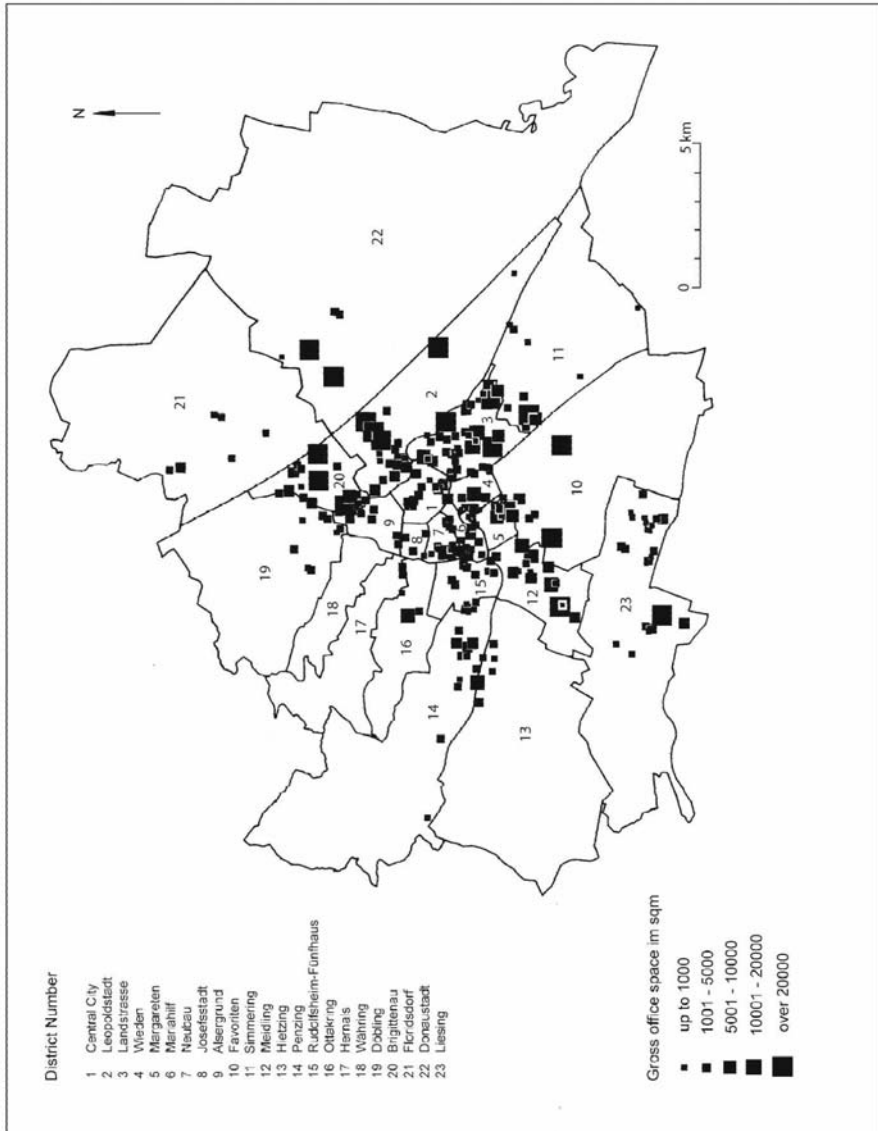 District Number
1 Central City
2 Leopoldstadt
3 Landstrasse
4 Wieden
5 Margareten
6 Mariahilf
7 Neubau
8 Josefsstadt
9 Alsergrund
10 Favoriten
11 Simmering
12 Meidling
13 Hietzing
14 Penzing
15 Rudolfsheim-Fünfhaus
16 Ottakring
17 Hernals
18 Währing
19 Döbling
20 Brigittenau
21 Floridsdorf
22 Donaustadt
23 Liesing
N
21
22
19
20
18
17
9
2
16
8
1
7
14
15
6
4
3
5
11
13
12
10
23
Gross office space im sqm
up to 1000
1001 - 5000
5001 - 10000
10001 - 20000
over 20000
0
5 km